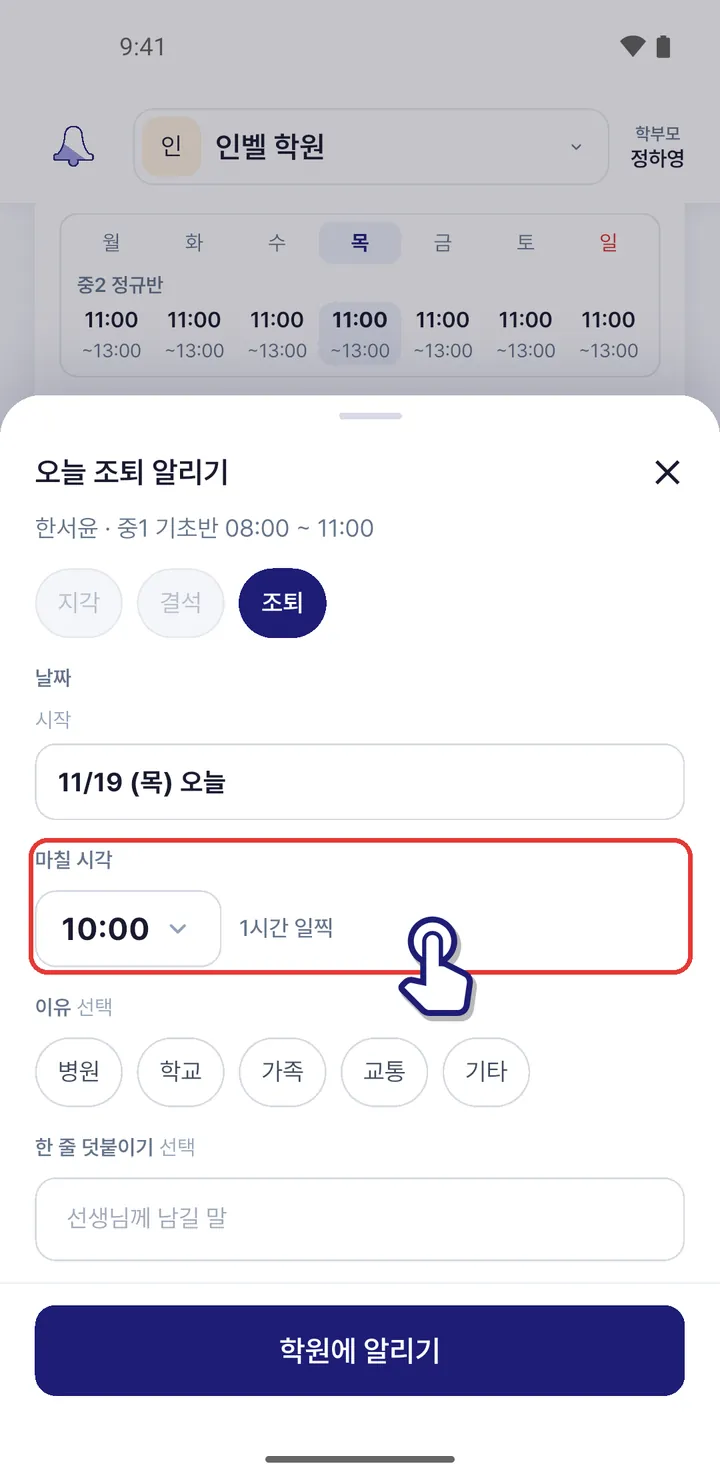 9:41
인 인벨 학원
학부모
정하영
월 화 수 목 금 토 일
중2 정규반
11:00 11:00 11:00 11:00 11:00 11:00 11:00
~13:00 ~13:00 ~13:00 ~13:00 ~13:00 ~13:00 ~13:00
오늘 조퇴 알리기
한서윤 · 중1 기초반 08:00 ~ 11:00
지각 결석 조퇴
날짜
시작
11/19 (목) 오늘
마칠 시각
10:00 1시간 일찍
이유 선택
병원 학교 가족 교통 기타
한 줄 덧붙이기 선택
선생님께 남길 말
학원에 알리기